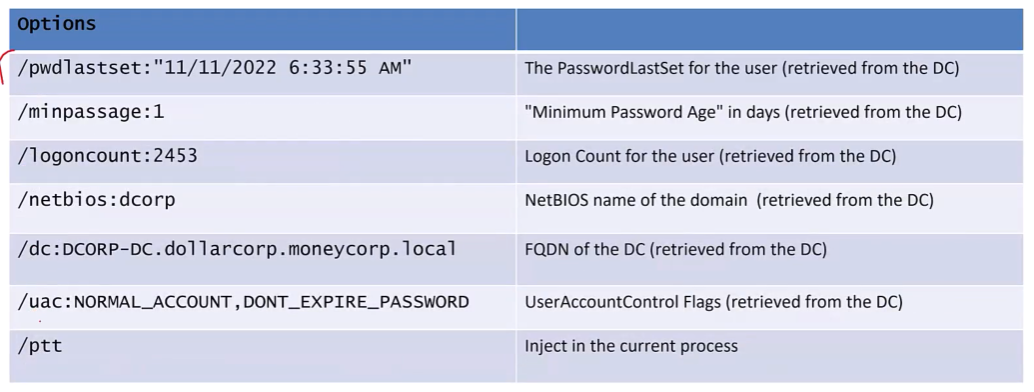 Options
/pwdlastset:"11/11/2022 6:33:55 AM" The PasswordLastSet for the user (retrieved from the DC)
/minpassage:1 "Minimum Password Age" in days (retrieved from the DC)
/logoncount:2453 Logon Count for the user (retrieved from the DC)
/netbios:dcorp NetBIOS name of the domain (retrieved from the DC)
/dc:DCORP-DC.dollarcorp.moneycorp.local FQDN of the DC (retrieved from the DC)
/uac:NORMAL_ACCOUNT,DONT_EXPIRE_PASSWORD UserAccountControl Flags (retrieved from the DC)
/ptt Inject in the current process